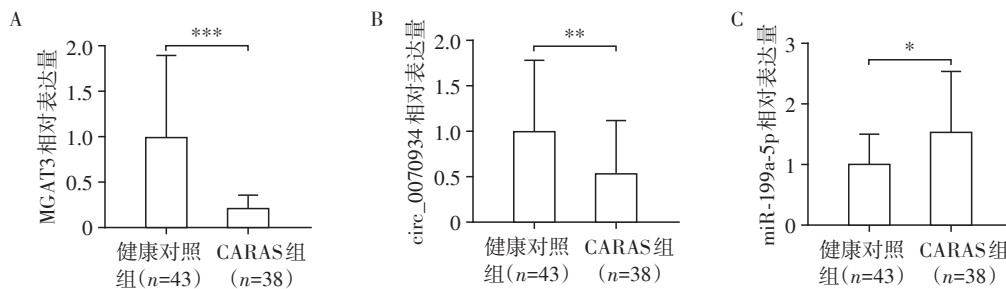 A
***
2.0
1.5
1.0
0.5
0
MGAT3相对表达量
健康对照 CARAS组
组(n=43) (n=38)
B
**
2.0
1.5
1.0
0.5
0
circ_0070934相对表达量
健康对照 CARAS组
组(n=43) (n=38)
C
*
3
2
1
0
miR-199a-5p相对表达量
健康对照 CARAS组
组(n=43) (n=38)